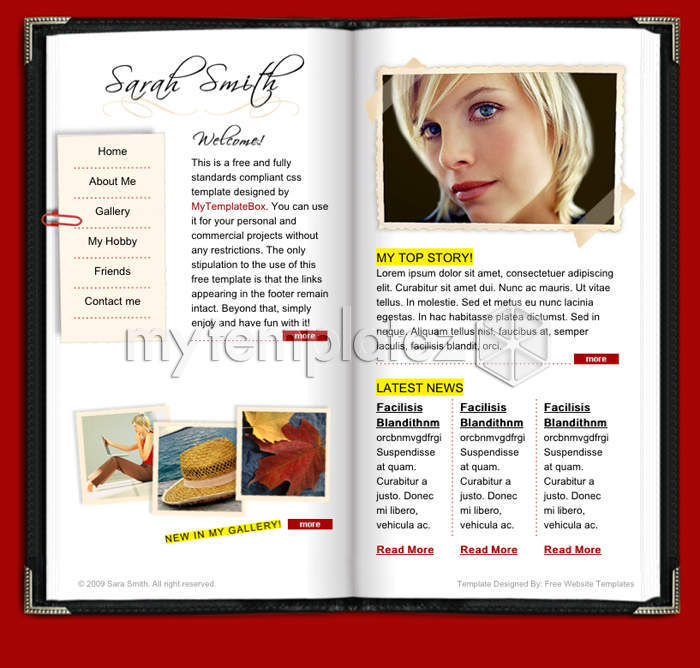 Sarah Smith
Home
About Me
Gallery
My Hobby
Friends
Contact me
Welcome!
This is a free and fully
standards compliant css
template designed by
MyTemplateBox. You can use
it for your personal and
commercial projects without
any restrictions. The only
stipulation to the use of this
free template is that the links
appearing in the footer remain
intact. Beyond that, simply
enjoy and have fun with it!
more
NEW IN MY GALLERY!
more
© 2009 Sara Smith. All right reserved.
MY TOP STORY!
Lorem ipsum dolor sit amet, consectetuer adipiscing
elit. Curabitur sit amet dui. Nunc ac mauris. Ut vitae
tellus. In molestie. Sed et metus eu nunc lacinia
egestas. In hac habitasse platea dictumst. Sed in
neque. Aliquam tellus nisl, faucibus at, semper
iaculis, facilisis blandit, orci.
more
LATEST NEWS
Facilisis
Blandithnm
orcbnmvgdfrgi
Suspendisse
at quam.
Curabitur a
justo. Donec
mi libero,
vehicula ac.
Read More
Facilisis
Blandithnm
orcbnmvgdfrgi
Suspendisse
at quam.
Curabitur a
justo. Donec
mi libero,
vehicula ac.
Read More
Facilisis
Blandithnm
orcbnmvgdfrgi
Suspendisse
at quam.
Curabitur a
justo. Donec
mi libero,
vehicula ac.
Read More
Template Designed By: Free Website Templates
mytemplatez